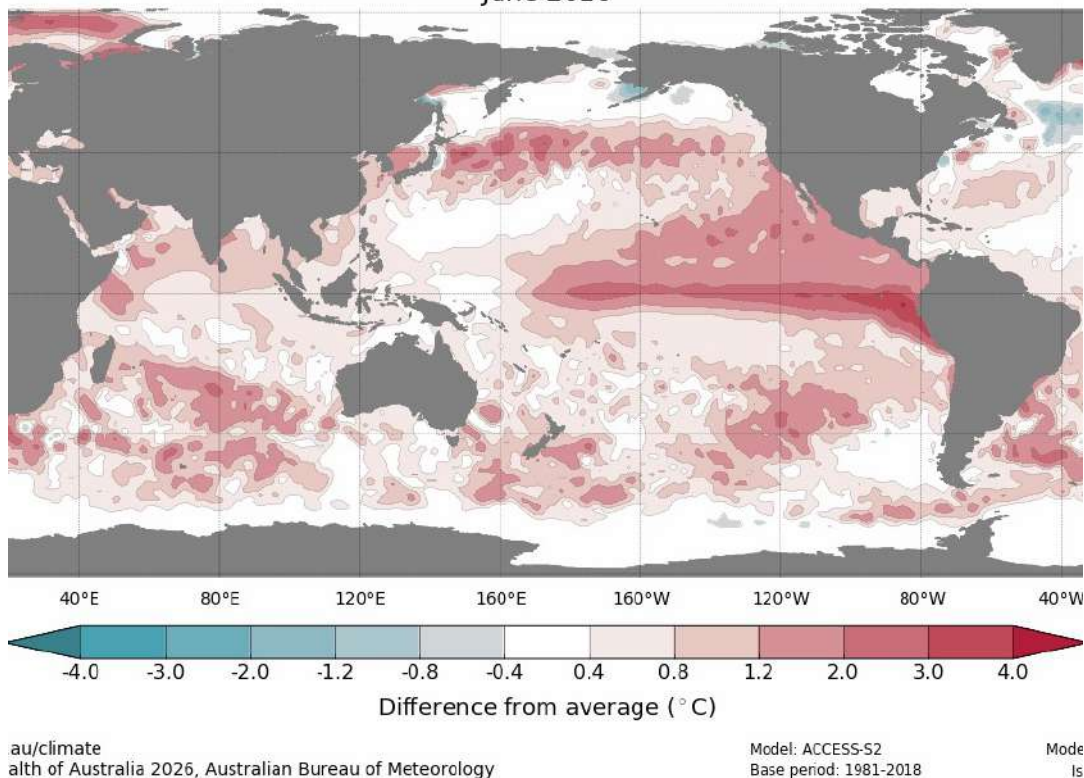 40°E 80°E 120°E 160°E 160°W 120°W 80°W 40°W
-4.0 -3.0 -2.0 -1.2 -0.8 -0.4 0.4 0.8 1.2 2.0 3.0 4.0
Difference from average (°C)
au/climate
alth of Australia 2026, Australian Bureau of Meteorology
Model: ACCESS-S2
Base period: 1981-2018
Mode
Is